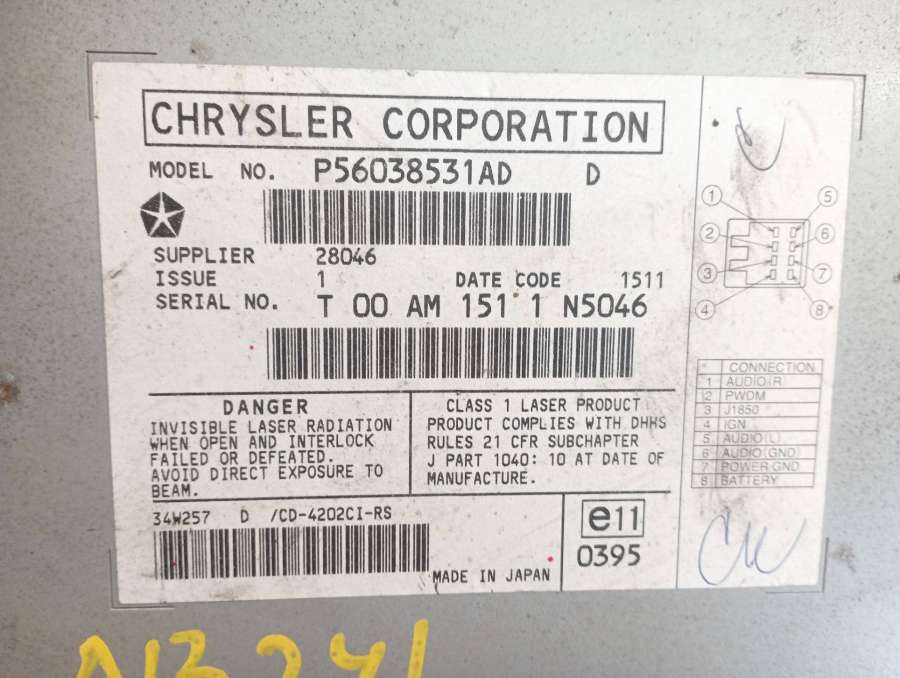 CHRYSLER CORPORATION
MODEL NO. P56038531AD D
SUPPLIER 28046
ISSUE 1 DATE CODE 1511
SERIAL NO. T 00 AM 151 1 N5046
DANGER
INVISIBLE LASER RADIATION
WHEN OPEN AND INTERLOCK
FAILED OR DEFEATED.
AVOID DIRECT EXPOSURE TO
BEAM.
CLASS 1 LASER PRODUCT
PRODUCT COMPLIES WITH DHHS
RULES 21 CFR SUBCHAPTER
J PART 1040: 10 AT DATE OF
MANUFACTURE.
34W257 D /CD-4202CI-RS
MADE IN JAPAN
e11
0395
1 5
2 6
3 7
4 8
CONNECTION
1 AUDIO(R)
2 PWDM
3 J1850
4 IGN
5 AUDIO(L)
6 AUDIO(GND)
7 POWER GND
8 BATTERY